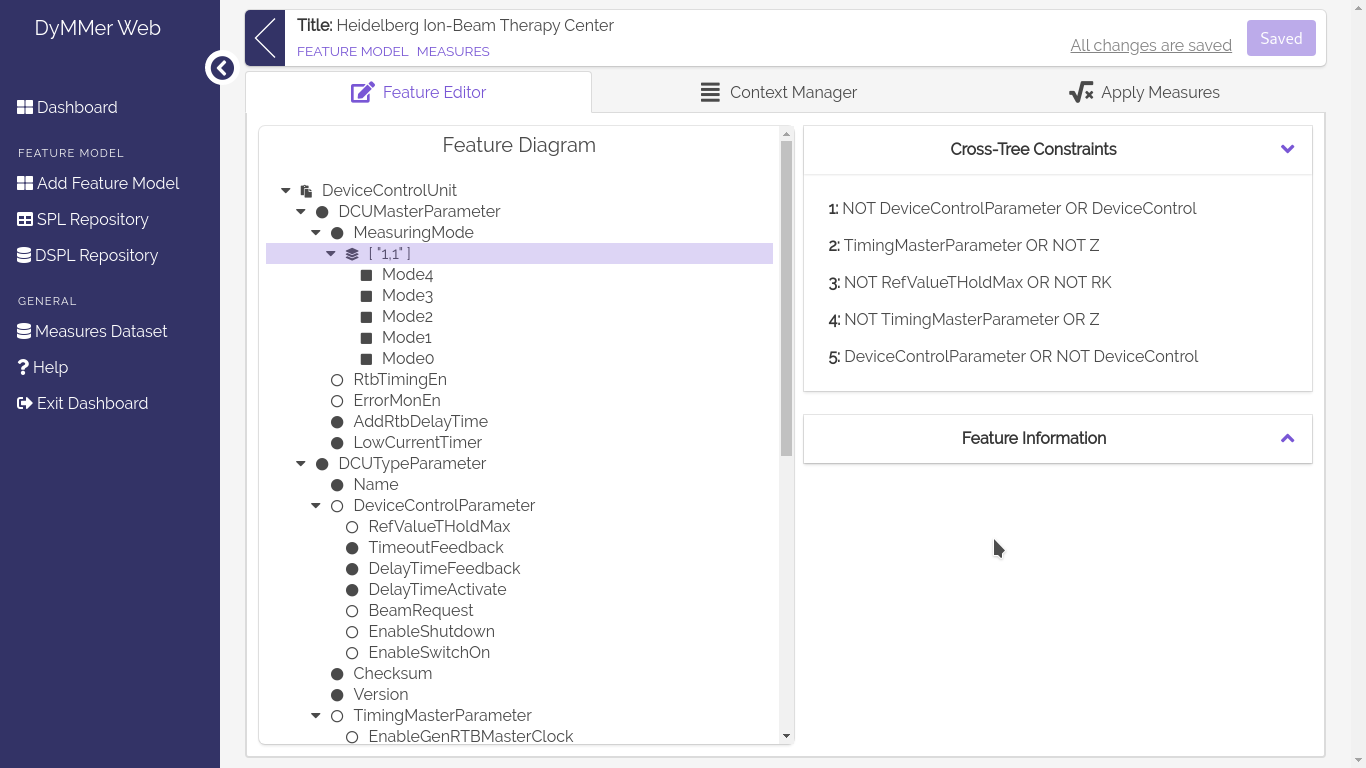 DyMMer Web
Dashboard
FEATURE MODEL
Add Feature Model
SPL Repository
DSPL Repository
GENERAL
Measures Dataset
Help
Exit Dashboard
Title: Heidelberg Ion-Beam Therapy Center
FEATURE MODEL MEASURES
All changes are saved
Saved
Feature Editor
Context Manager
Apply Measures
Feature Diagram
DeviceControlUnit
DCUMasterParameter
MeasuringMode
[ "1,1" ]
Mode4
Mode3
Mode2
Mode1
Mode0
RtbTimingEn
ErrorMonEn
AddRtbDelayTime
LowCurrentTimer
DCUTypeParameter
Name
DeviceControlParameter
RefValueTHoldMax
TimeoutFeedback
DelayTimeFeedback
DelayTimeActivate
BeamRequest
EnableShutdown
EnableSwitchOn
Checksum
Version
TimingMasterParameter
EnableGenRTBMasterClock
Cross-Tree Constraints
1: NOT DeviceControlParameter OR DeviceControl
2: TimingMasterParameter OR NOT Z
3: NOT RefValueTHoldMax OR NOT RK
4: NOT TimingMasterParameter OR Z
5: DeviceControlParameter OR NOT DeviceControl
Feature Information